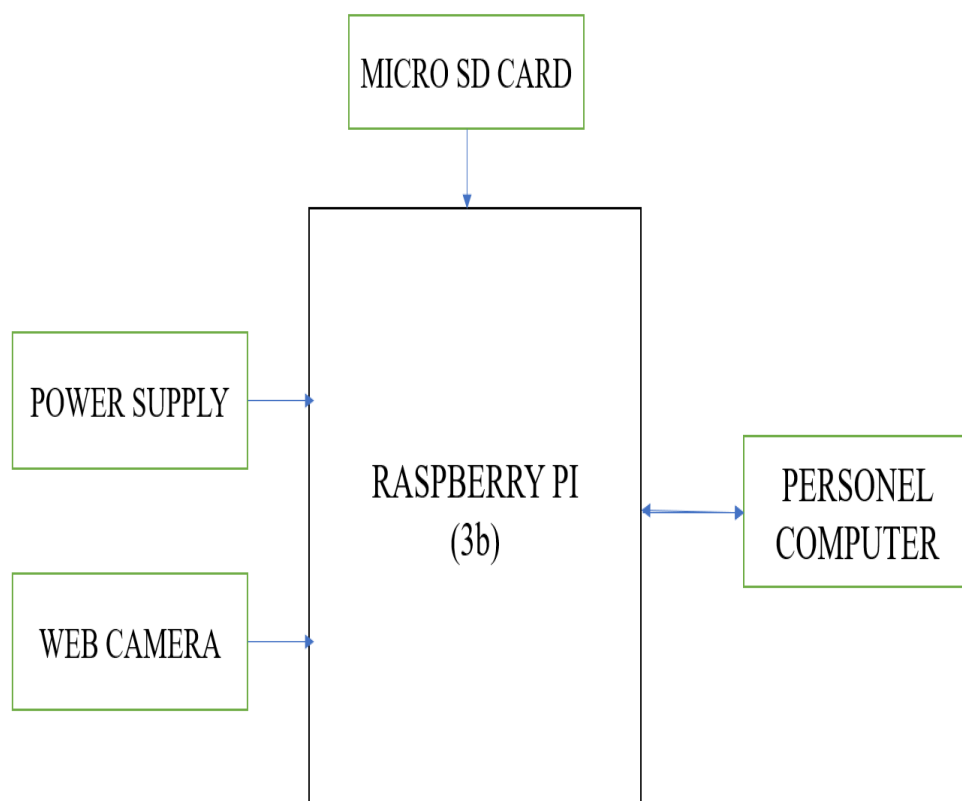 MICRO SD CARD
POWER SUPPLY
RASPBERRY PI
(3b)
PERSONEL
COMPUTER
WEB CAMERA